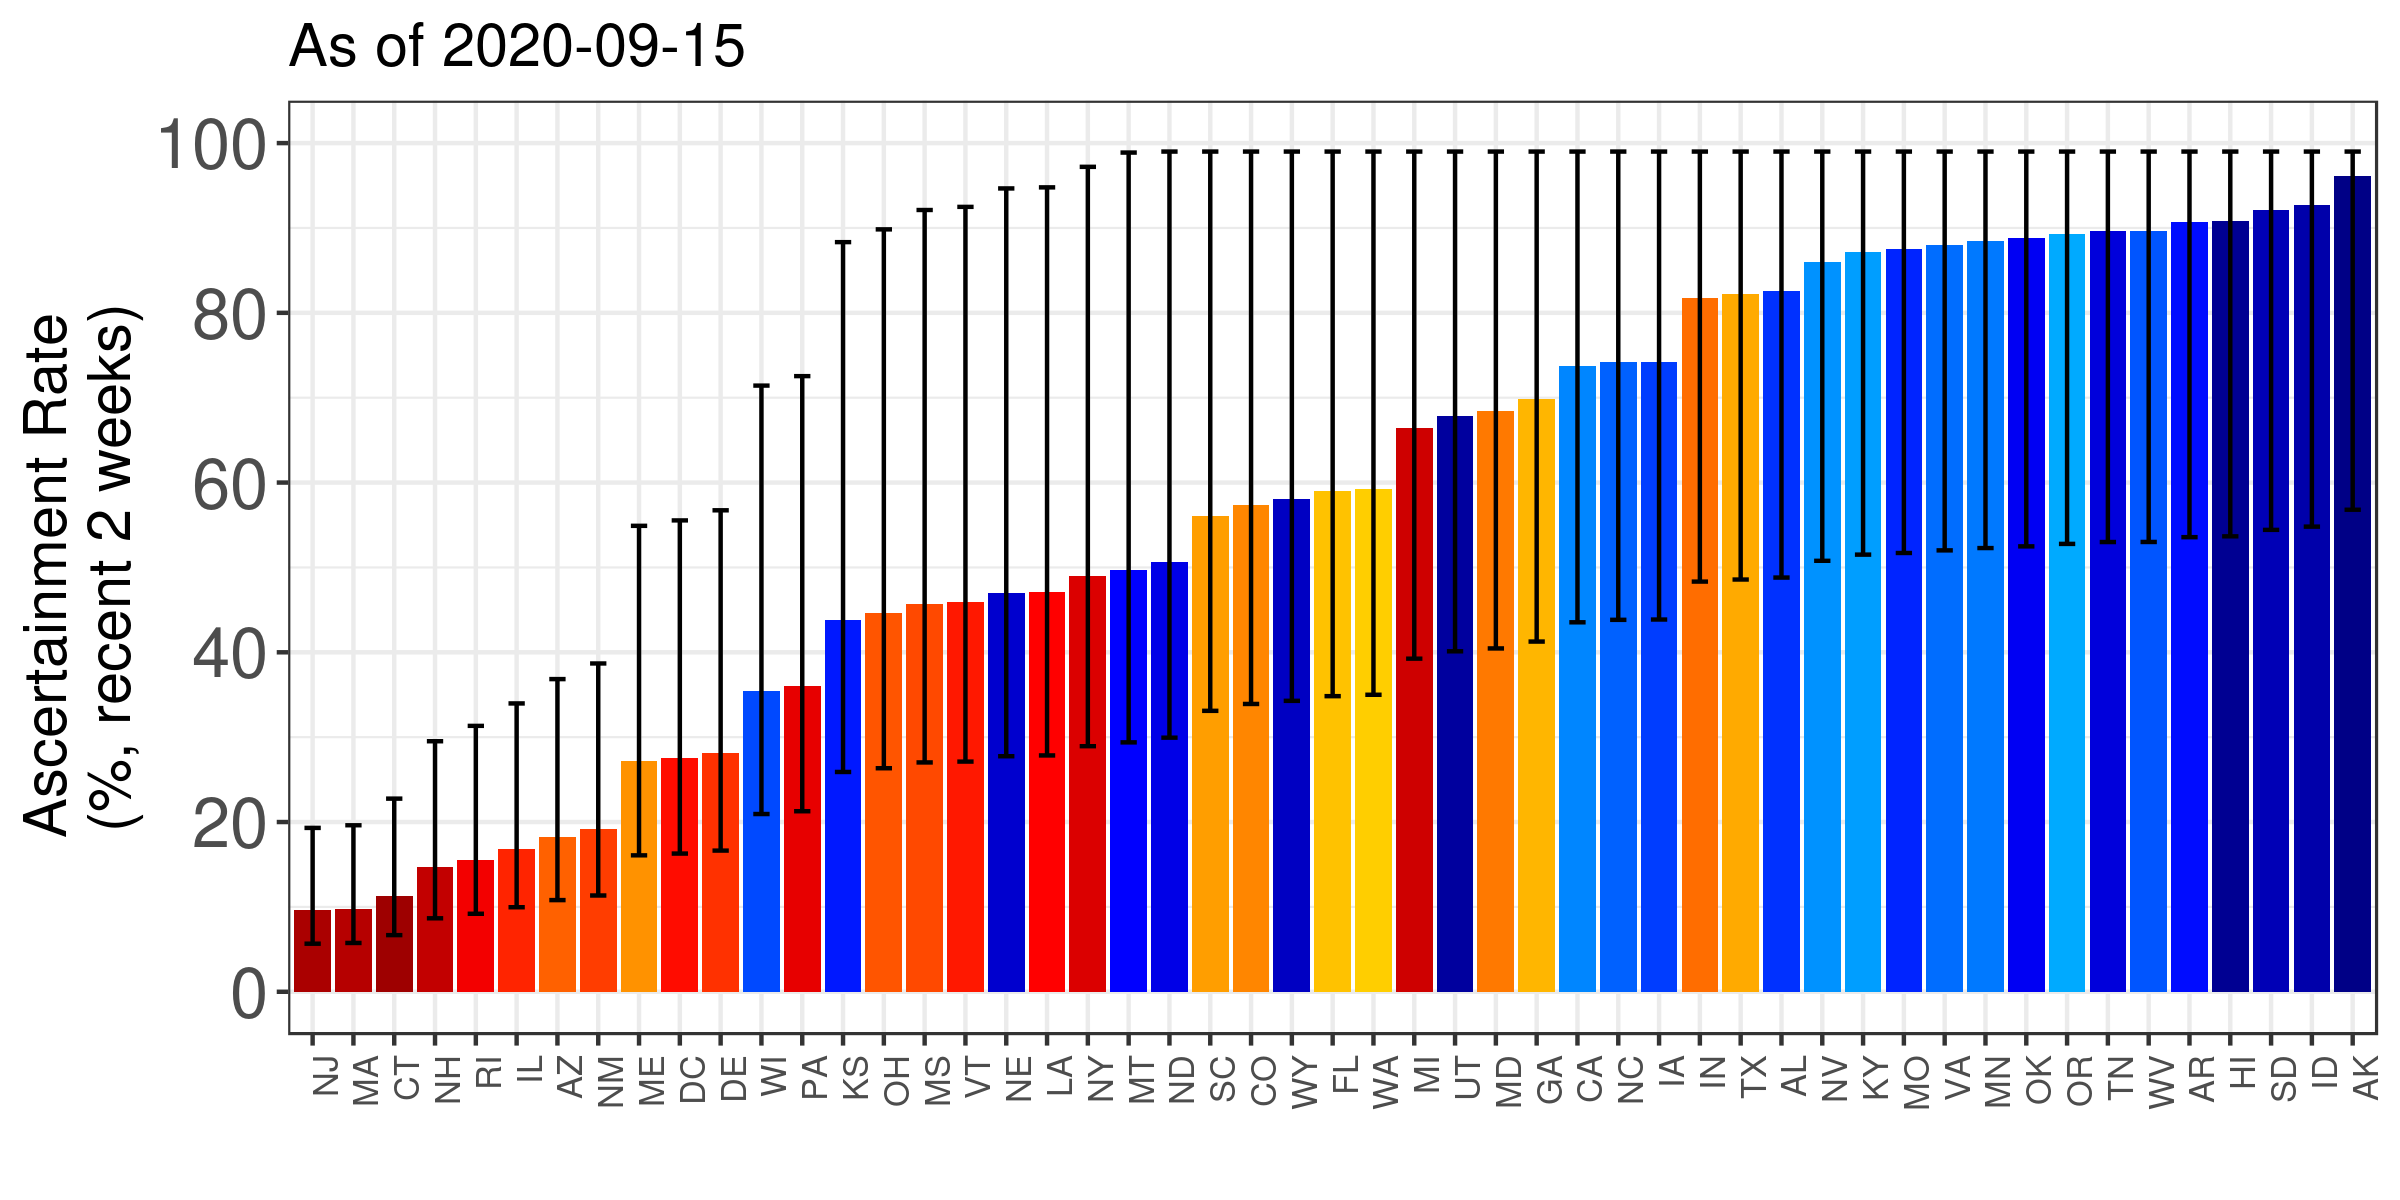 As of 2020-09-15
Ascertainment Rate
(%, recent 2 weeks)
100
80
60
40
20
0
NJ
MA
CT
NH
RI
IL
AZ
NM
ME
DC
DE
WI
PA
KS
OH
MS
VT
NE
LA
NY
MT
ND
SC
CO
WY
FL
WA
MI
UT
MD
GA
CA
NC
IA
IN
TX
AL
NV
KY
MO
VA
MN
OK
OR
TN
WV
AR
HI
SD
ID
AK